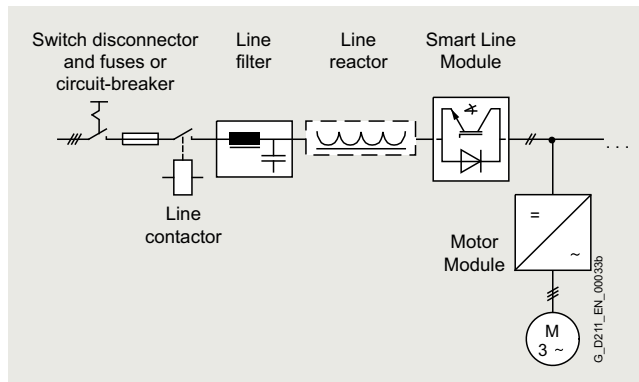 Switch disconnector
and fuses or
circuit-breaker
Line
filter
Line
reactor
Smart Line
Module
Line
contactor
. . .
=
~
Motor
Module
M
3 ~
G_D211_EN_00033b